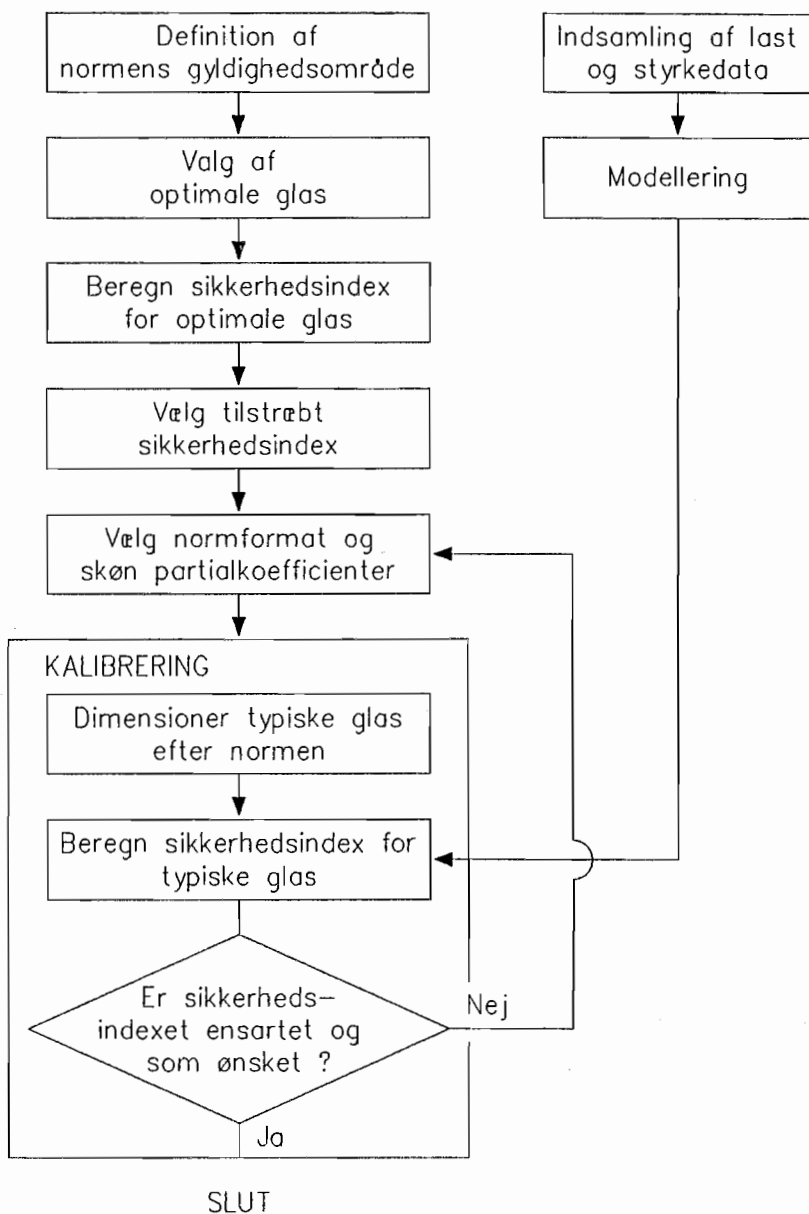 Definition af
normens gyldighedsområde
Valg af
optimale glas
Beregn sikkerhedsindex
for optimale glas
Vælg tilstræbt
sikkerhedsindex
Vælg normformat og
skøn partialkoefficienter
KALIBRERING
Dimensioner typiske glas
efter normen
Beregn sikkerhedsindex for
typiske glas
Er sikkerheds-
indexet ensartet og
som ønsket ?
Nej
Ja
SLUT
Indsamling af last
og styrkedata
Modellering